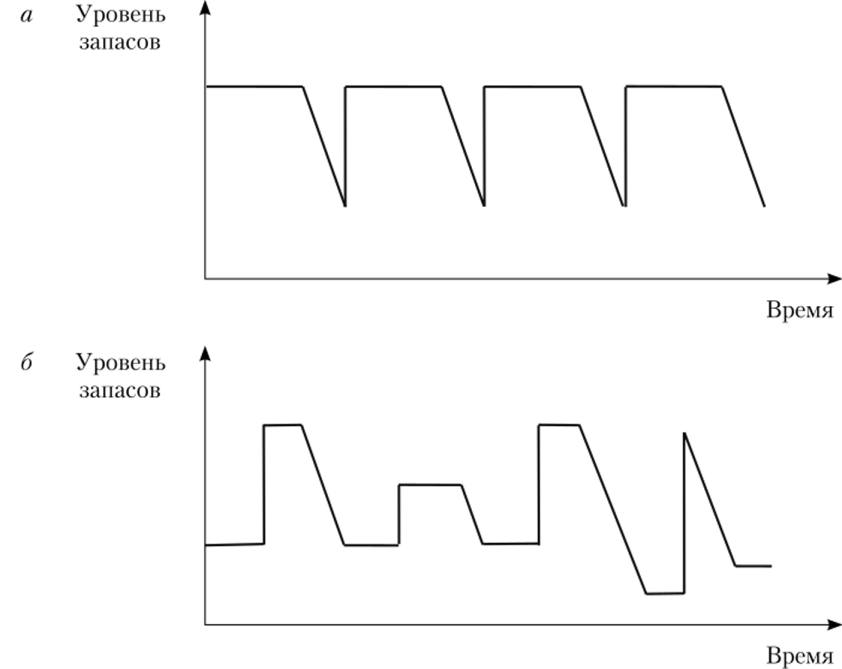 а
Уровень
запасов
Время
б
Уровень
запасов
Время